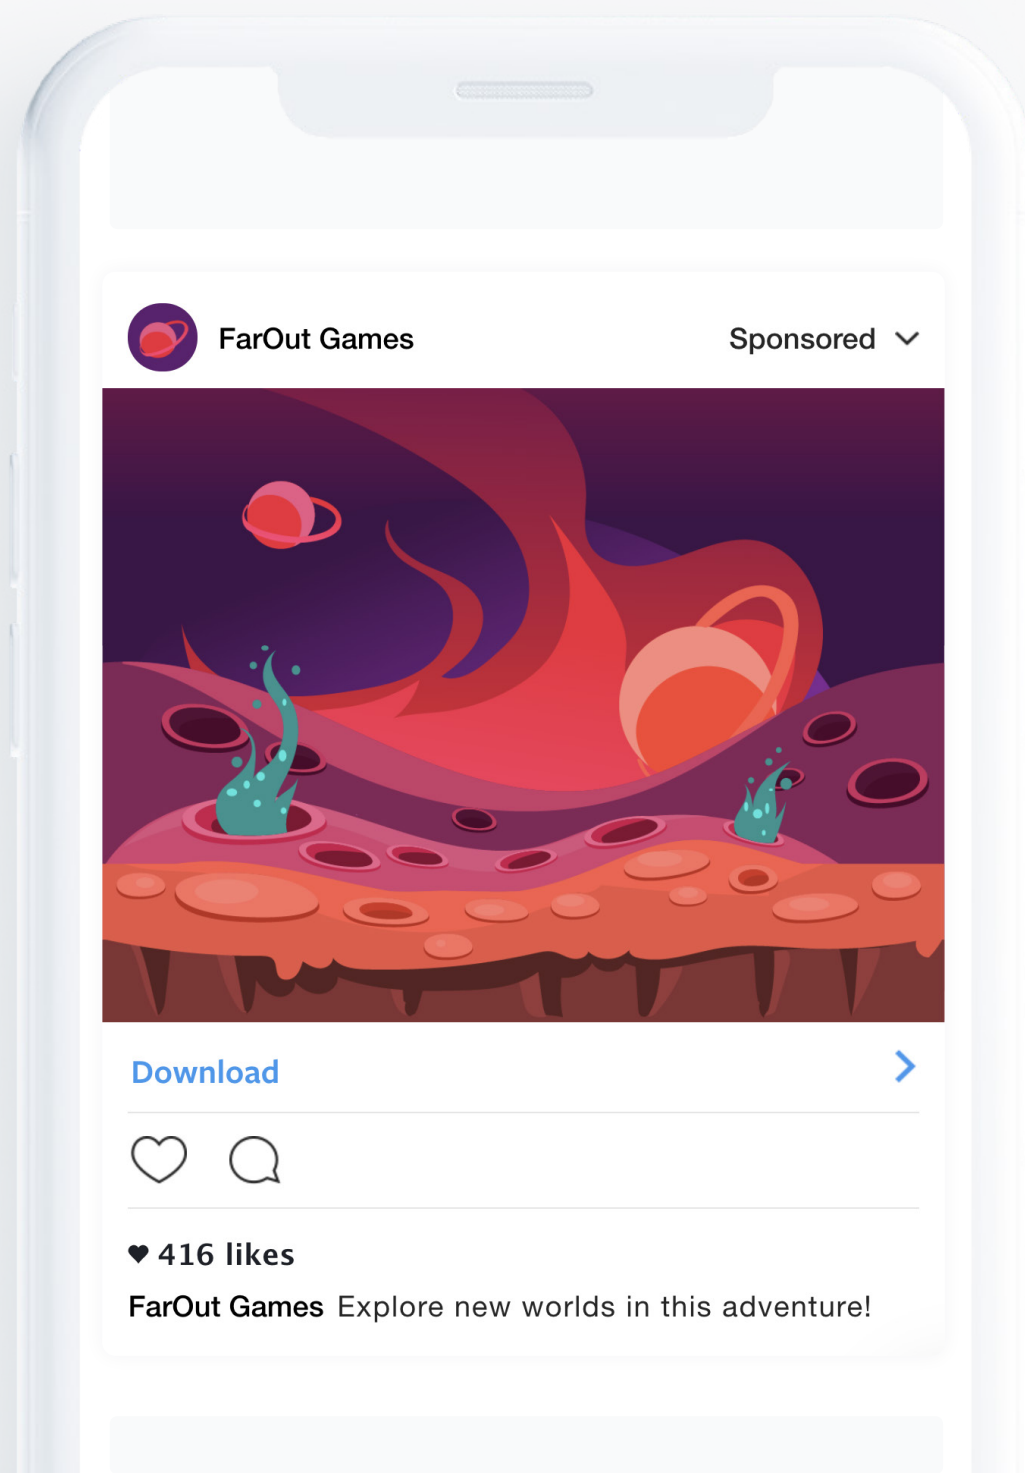 FarOut Games
Sponsored
Download
416 likes
FarOut Games Explore new worlds in this adventure!